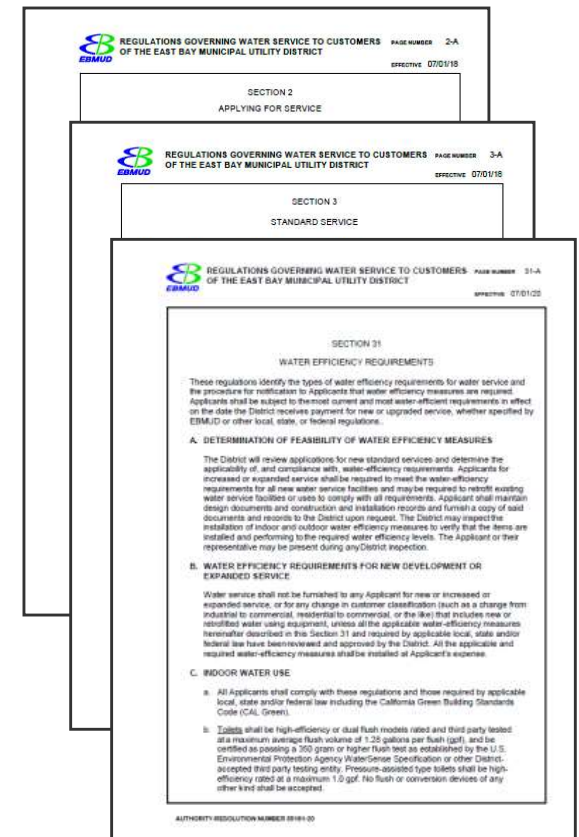 EBMUD
REGULATIONS GOVERNING WATER SERVICE TO CUSTOMERS PAGE NUMBER 2-A
OF THE EAST BAY MUNICIPAL UTILITY DISTRICT
EFFECTIVE 07/01/18
SECTION 2
APPLYING FOR SERVICE
EBMUD
REGULATIONS GOVERNING WATER SERVICE TO CUSTOMERS PAGE NUMBER 3-A
OF THE EAST BAY MUNICIPAL UTILITY DISTRICT
EFFECTIVE 07/01/18
SECTION 3
STANDARD SERVICE
EBMUD
REGULATIONS GOVERNING WATER SERVICE TO CUSTOMERS PAGE NUMBER 31-A
OF THE EAST BAY MUNICIPAL UTILITY DISTRICT
EFFECTIVE 07/01/20
SECTION 31
WATER EFFICIENCY REQUIREMENTS
These regulations identify the types of water efficiency requirements for water service and
the procedure for notification to Applicants that water efficiency measures are required.
Applicants shall be subject to the most current and most water-efficient requirements in effect
on the date the District receives payment for new or upgraded service, whether specified by
EBMUD or other local, state, or federal regulations.
A. DETERMINATION OF FEASIBILITY OF WATER EFFICIENCY MEASURES
The District will review applications for new standard services and determine the
applicability of, and compliance with, water-efficiency requirements. Applicants for
increased or expanded service shall be required to meet the water-efficiency
requirements for all new water service facilities and may be required to retrofit existing
water service facilities or uses to comply with all requirements. Applicant shall maintain
design documents and construction and installation records and furnish a copy of said
documents and records to the District upon request. The District may inspect the
installation of indoor and outdoor water efficiency measures to verify that the items are
installed and performing to the required water efficiency levels. The Applicant or their
representative may be present during any District inspection.
B. WATER EFFICIENCY REQUIREMENTS FOR NEW DEVELOPMENT OR
EXPANDED SERVICE
Water service shall not be furnished to any Applicant for new or increased or
expanded service, or for any change in customer classification (such as a change from
industrial to commercial, residential to commercial, or the like) that includes new or
retrofitted water using equipment, unless all the applicable water-efficiency measures
hereinafter described in this Section 31 and required by applicable local, state and/or
federal law have been reviewed and approved by the District. All the applicable and
required water-efficiency measures shall be installed at Applicant's expense.
C. INDOOR WATER USE
a. All Applicants shall comply with these regulations and those required by applicable
local, state and/or federal law including the California Green Building Standards
Code (CAL Green).
b. Toilets shall be high-efficiency or dual flush models rated and third party tested
at a maximum average flush volume of 1.28 gallons per flush (gpf), and be
certified as passing a 350 gram or higher flush test as established by the U.S.
Environmental Protection Agency WaterSense Specification or other District-
accepted third party testing entity. Pressure-assisted type toilets shall be high-
efficiency rated at a maximum 1.0 gpf. No flush or conversion devices of any
other kind shall be accepted.
AUTHORITY-RESOLUTION NUMBER